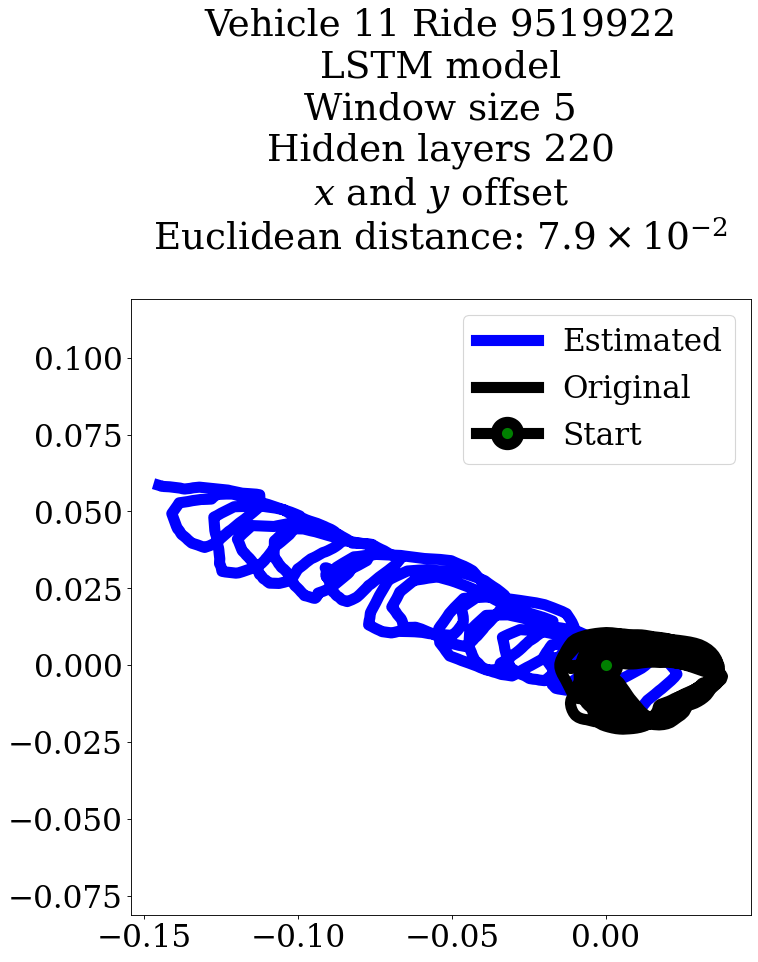 Vehicle 11 Ride 9519922
LSTM model
Window size 5
Hidden layers 220
x and y offset
Euclidean distance: 7.9 × 10⁻²
Estimated
Original
Start
0.100
0.075
0.050
0.025
0.000
−0.025
−0.050
−0.075
−0.15 −0.10 −0.05 0.00